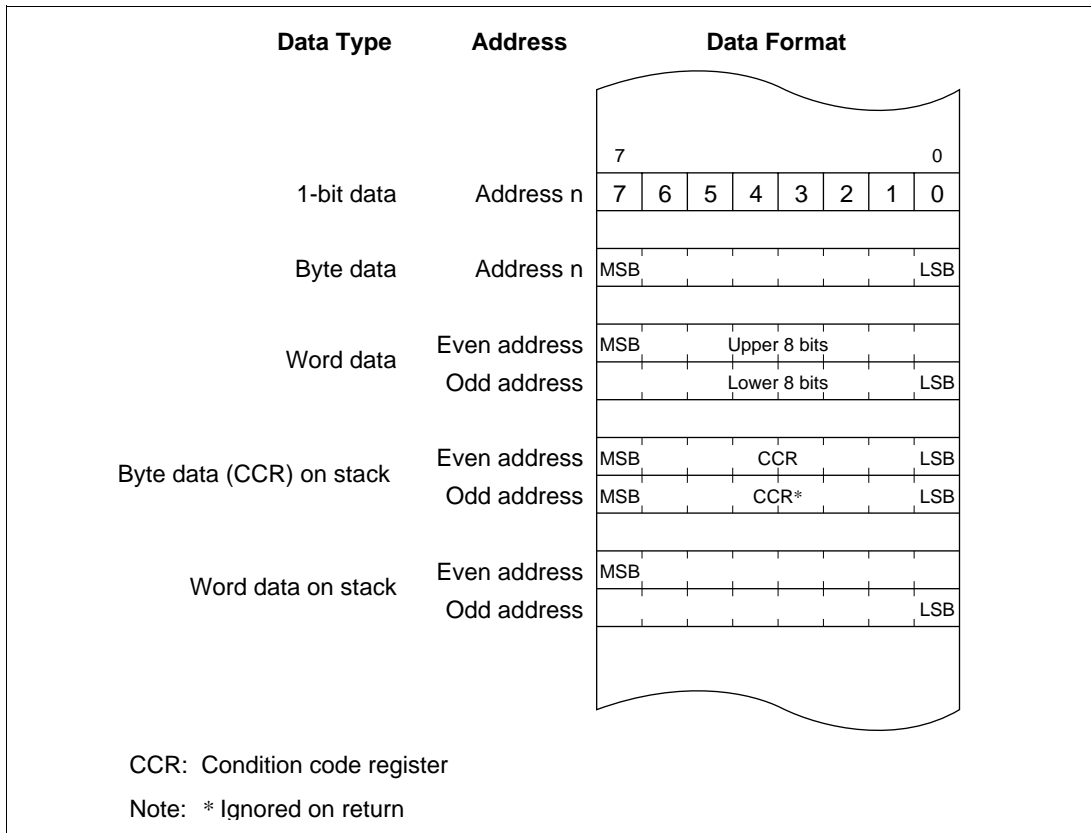 Data Type Address Data Format
7 0
1-bit data Address n 7 6 5 4 3 2 1 0
Byte data Address n MSB LSB
Word data
Even address MSB Upper 8 bits
Odd address Lower 8 bits LSB
Byte data (CCR) on stack
Even address MSB CCR LSB
Odd address MSB CCR* LSB
Word data on stack
Even address MSB
Odd address LSB
CCR: Condition code register
Note: * Ignored on return